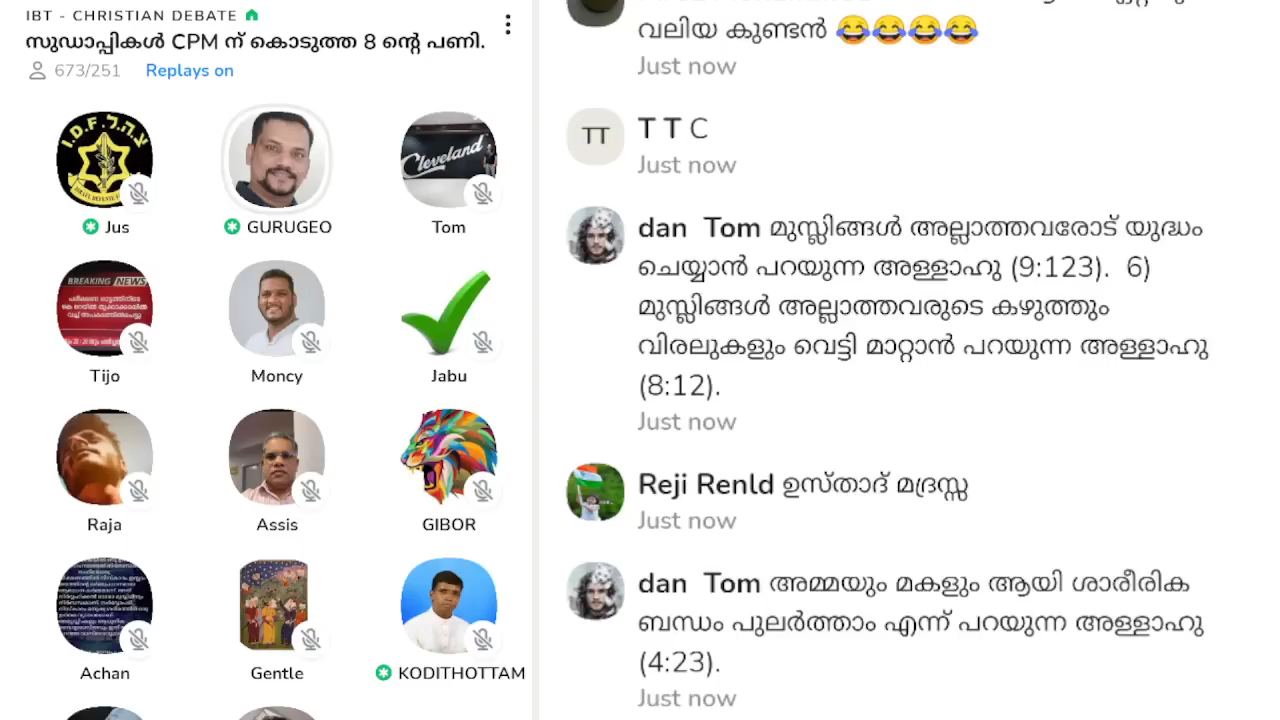 IBT - CHRISTIAN DEBATE
സുഡാപ്പികൾ CPM ന് കൊടുത്ത 8 ന്റെ പണി.
673/251 Replays on
I.D.F. צ.ה.ל.
Jus
GURUGEO
Cleveland
Tom
BREAKING NEWS
Tijo
Moncy
Jabu
Raja
Assis
GIBOR
Achan
Gentle
KODITHOTTAM
വലിയ കുണ്ടൻ 😂😂😂😂
Just now
TT
T T C
Just now
dan Tom മുസ്ലിങ്ങൾ അല്ലാത്തവരോട് യുദ്ധം
ചെയ്യാൻ പറയുന്ന അള്ളാഹു (9:123). 6)
മുസ്ലിങ്ങൾ അല്ലാത്തവരുടെ കഴുത്തും
വിരലുകളും വെട്ടി മാറ്റാൻ പറയുന്ന അള്ളാഹു
(8:12).
Just now
Reji Renld ഉസ്താദ് മദ്രസ്സ
Just now
dan Tom അമ്മയും മകളും ആയി ശാരീരിക
ബന്ധം പുലർത്താം എന്ന് പറയുന്ന അള്ളാഹു
(4:23).
Just now